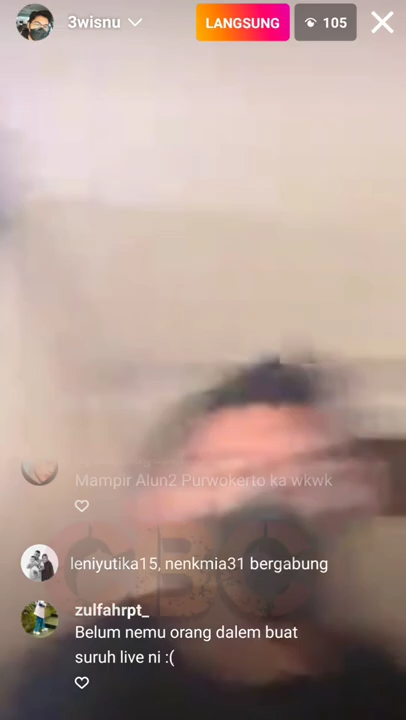 3wisnu
LANGSUNG
105
Mampir Alun2 Purwokerto ka wkwk
leniyutika15, nenkmia31 bergabung
zulfahrpt_
Belum nemu orang dalem buat
suruh live ni :(